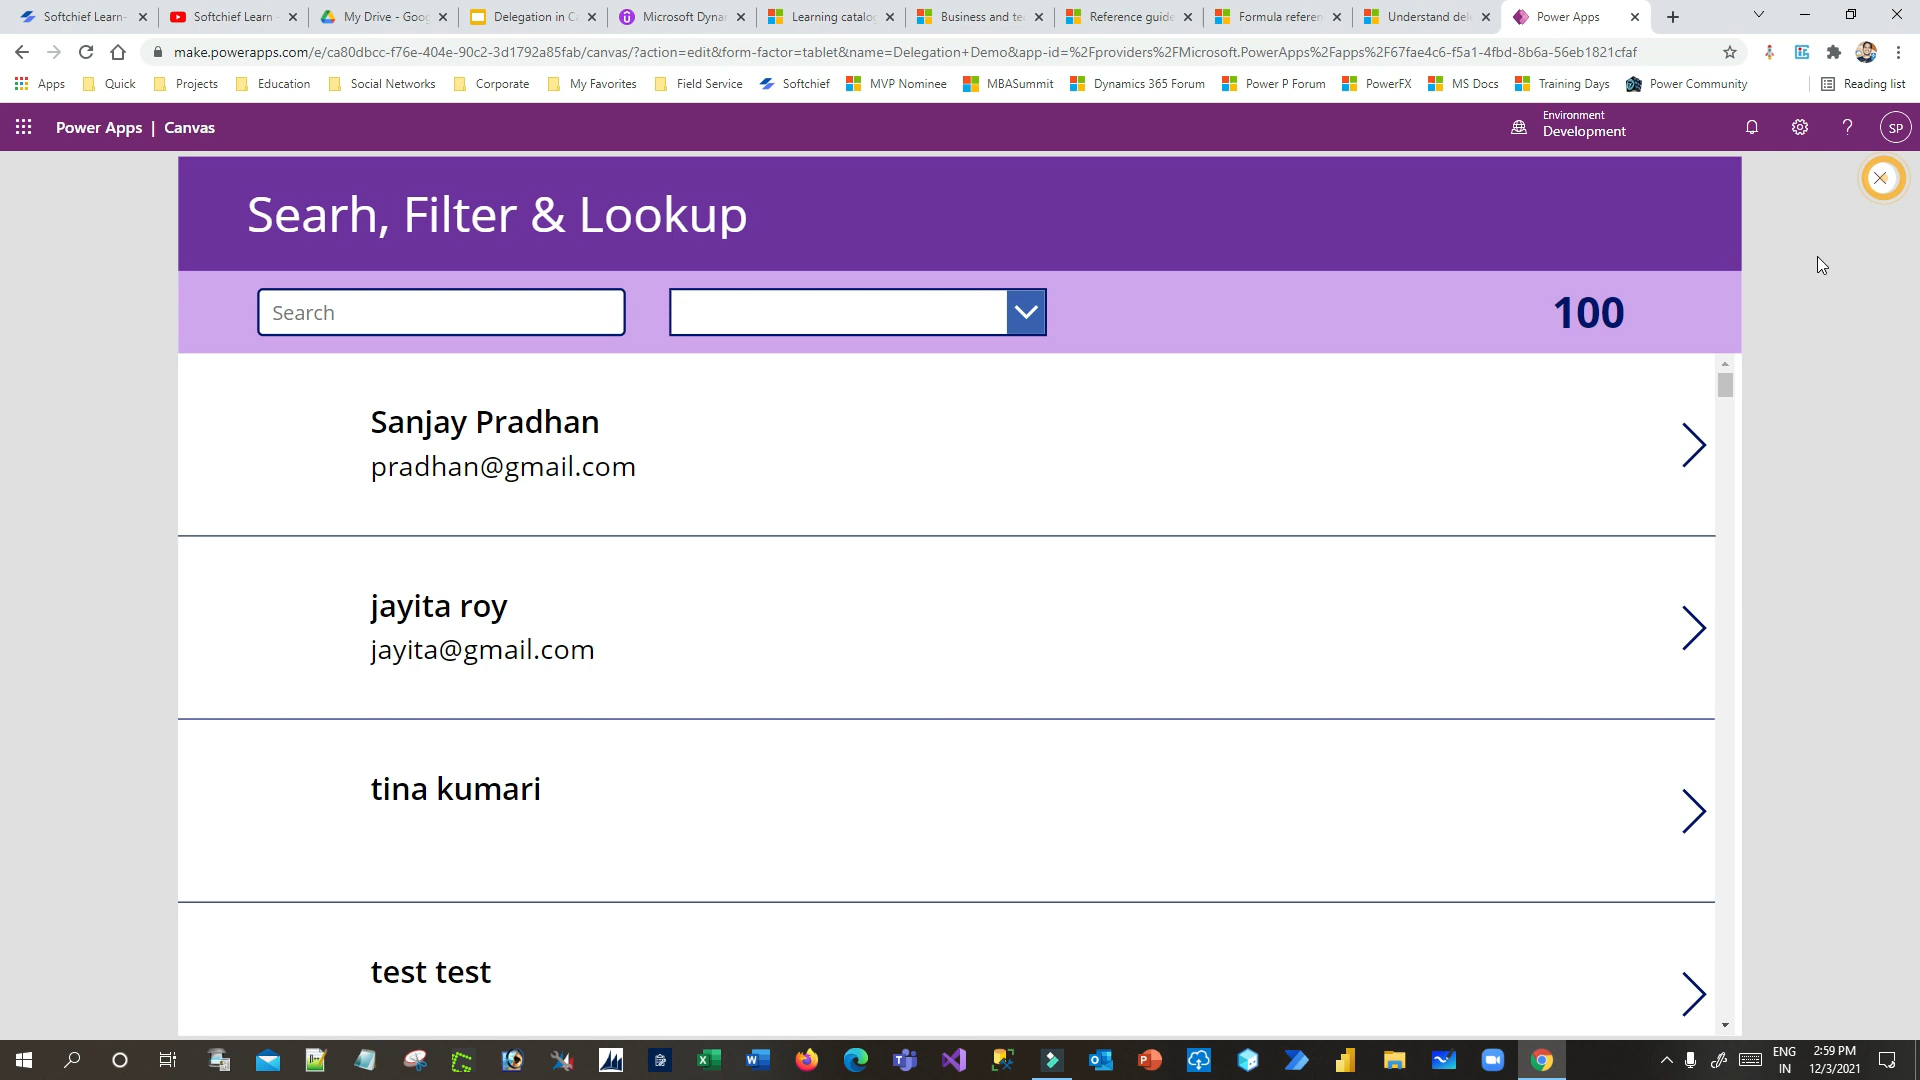 Softchief Learn-
Softchief Learn -
My Drive - Goo
Delegation in C
Microsoft Dyna
Learning catalo
Business and te
Reference guide
Formula referen
Understand del
Power Apps
make.powerapps.com/e/ca80dbcc-f76e-404e-90c2-3d1792a85fab/canvas/?action=edit&form-factor=tablet&name=Delegation+Demo&app-id=%2Fproviders%2FMicrosoft.PowerApps%2Fapps%2F67fae4c6-f5a1-4fbd-8b6a-56eb1821cfaf
Apps
Quick
Projects
Education
Social Networks
Corporate
My Favorites
Field Service
Softchief
MVP Nominee
MBASummit
Dynamics 365 Forum
Power P Forum
PowerFX
MS Docs
Training Days
Power Community
Reading list
Power Apps | Canvas
Environment
Development
SP
Searh, Filter & Lookup
Search
100
Sanjay Pradhan
pradhan@gmail.com
jayita roy
jayita@gmail.com
tina kumari
test test
ENG
IN
2:59 PM
12/3/2021